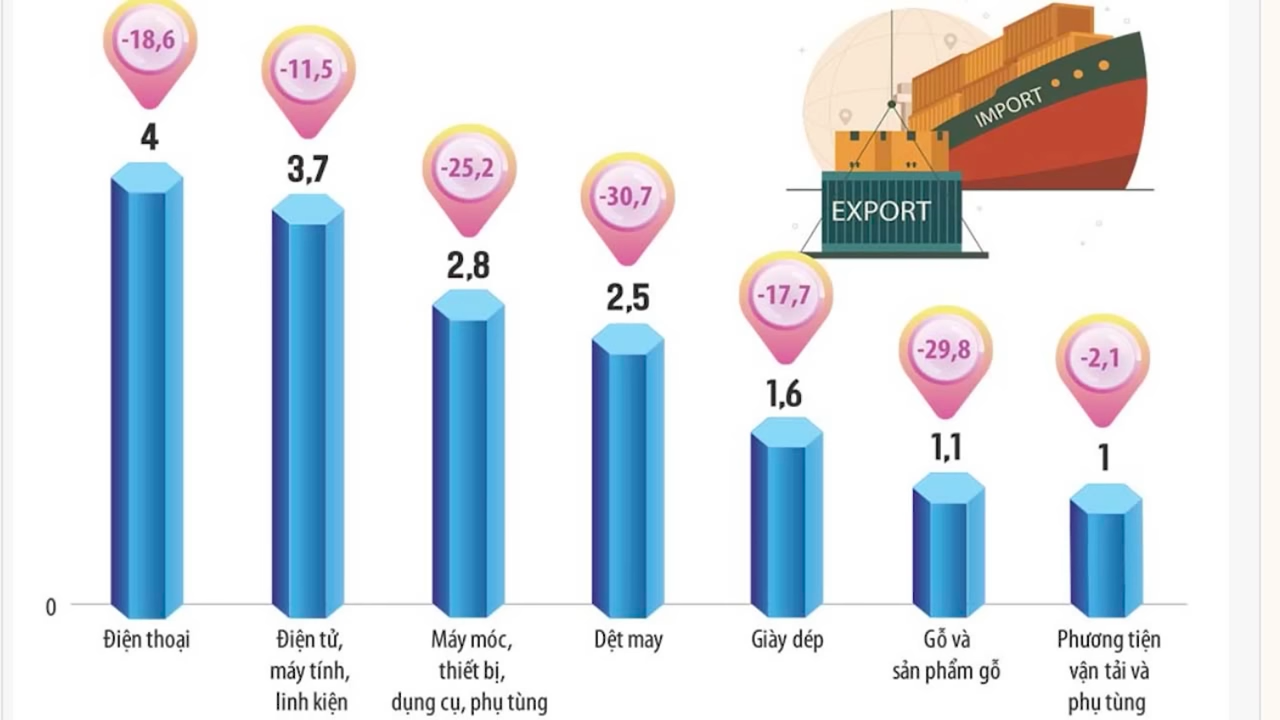 -18,6
4
-11,5
3,7
-25,2
2,8
-30,7
2,5
-17,7
1,6
-29,8
1,1
-2,1
1
IMPORT
EXPORT
0
Điện thoại
Điện tử,
máy tính,
linh kiện
Máy móc,
thiết bị,
dụng cụ, phụ tùng
Dệt may
Giày dép
Gỗ và
sản phẩm gỗ
Phương tiện
vận tải và
phụ tùng